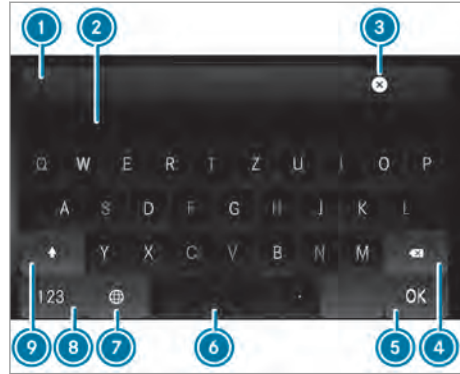 1 2 3
Q W E R T Z U I O P
A S D F G H J K L
Y X C V B N M
123 . OK
9 8 7 6 5 4